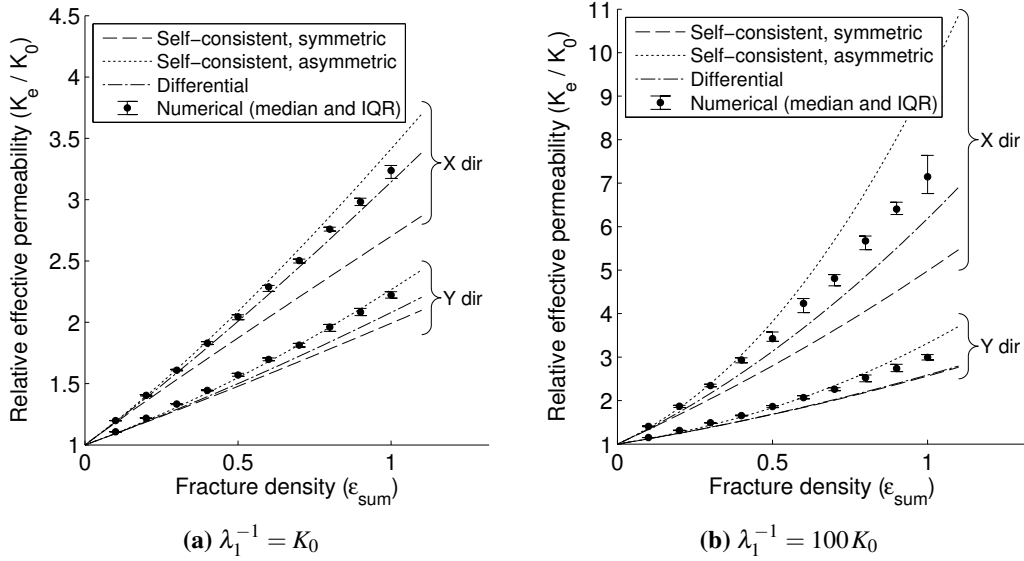 4.5
4
3.5
3
2.5
2
1.5
1
0
0.5
1
Relative effective permeability (K_e / K_0)
Fracture density (ε_sum)
Self−consistent, symmetric
Self−consistent, asymmetric
Differential
Numerical (median and IQR)
X dir
Y dir
(a) λ_1^{−1} = K_0
11
10
9
8
7
6
5
4
3
2
1
0
0.5
1
Relative effective permeability (K_e / K_0)
Fracture density (ε_sum)
Self−consistent, symmetric
Self−consistent, asymmetric
Differential
Numerical (median and IQR)
X dir
Y dir
(b) λ_1^{−1} = 100 K_0